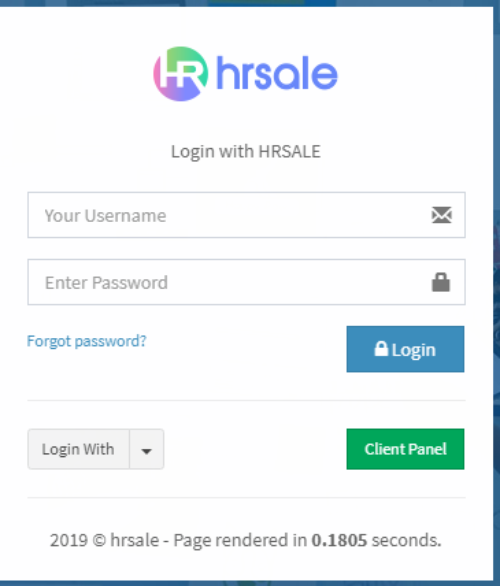 HR hrsale
Login with HRSALE
Your Username
Enter Password
Forgot password?
Login
Login With
Client Panel
2019 © hrsale - Page rendered in 0.1805 seconds.